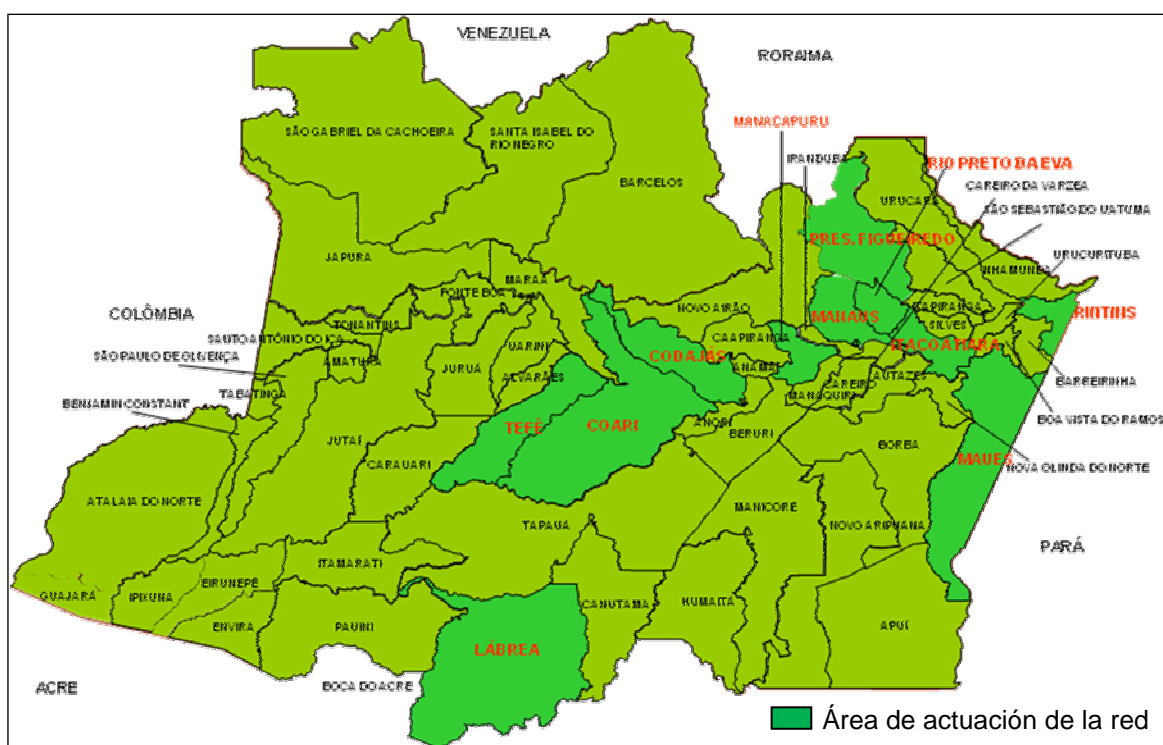 VENEZUELA
RORAIMA
MANACAPURU
SÃO GABRIEL DA CACHOEIRA
SANTA ISABEL DO
RIO NEGRO
BARCELOS
IRANDUBA
RIO PRETO DA EVA
CAREIRO DA VARZEA
SÃO SEBASTIÃO DO UATUMA
URUCARÁ
PRES. FIGUEIREDO
URUCURITUBA
NHAMUNDA
JAPURA
MARAÃ
FONTE BOA
NOVO AIRÃO
MANAUS
ITAPIRANGA
SILVES
RINTINS
COLÔMBIA
TONANTINS
SANTO ANTÔNIO DO ICA
SÃO PAULO DE OLIVENÇA
AMATURA
UARINI
CODAJÁS
CAAPIRANGA
ITACOATIARA
ANAMÃ
JURUÁ
ALVARÃES
AUTAZES
CAREIRO
MANAQUIRI
BARREIRINHA
TABATINGA
BENJAMIN CONSTANT
BOA VISTA DO RAMOS
TEFÉ
COARI
ANORI
BERURI
JUTAÍ
CARAUARI
BORBA
MAUES
NOVA OLINDA DO NORTE
ATALAIA DO NORTE
TAPAUÁ
MANICORE
NOVO ARIPUANA
PARÁ
ITAMARATI
EIRUNEPÉ
GUAJARÁ
IPIXUNA
ENVIRA
PAUINI
CANUTAMA
HUMAITA
APUÍ
LÁBREA
ACRE
BOCA DO ACRE
Área de actuación de la red